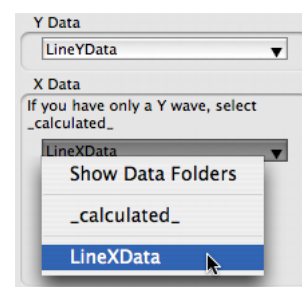 Y Data
LineYData
X Data
If you have only a Y wave, select
_calculated_
LineXData
Show Data Folders
_calculated_
LineXData